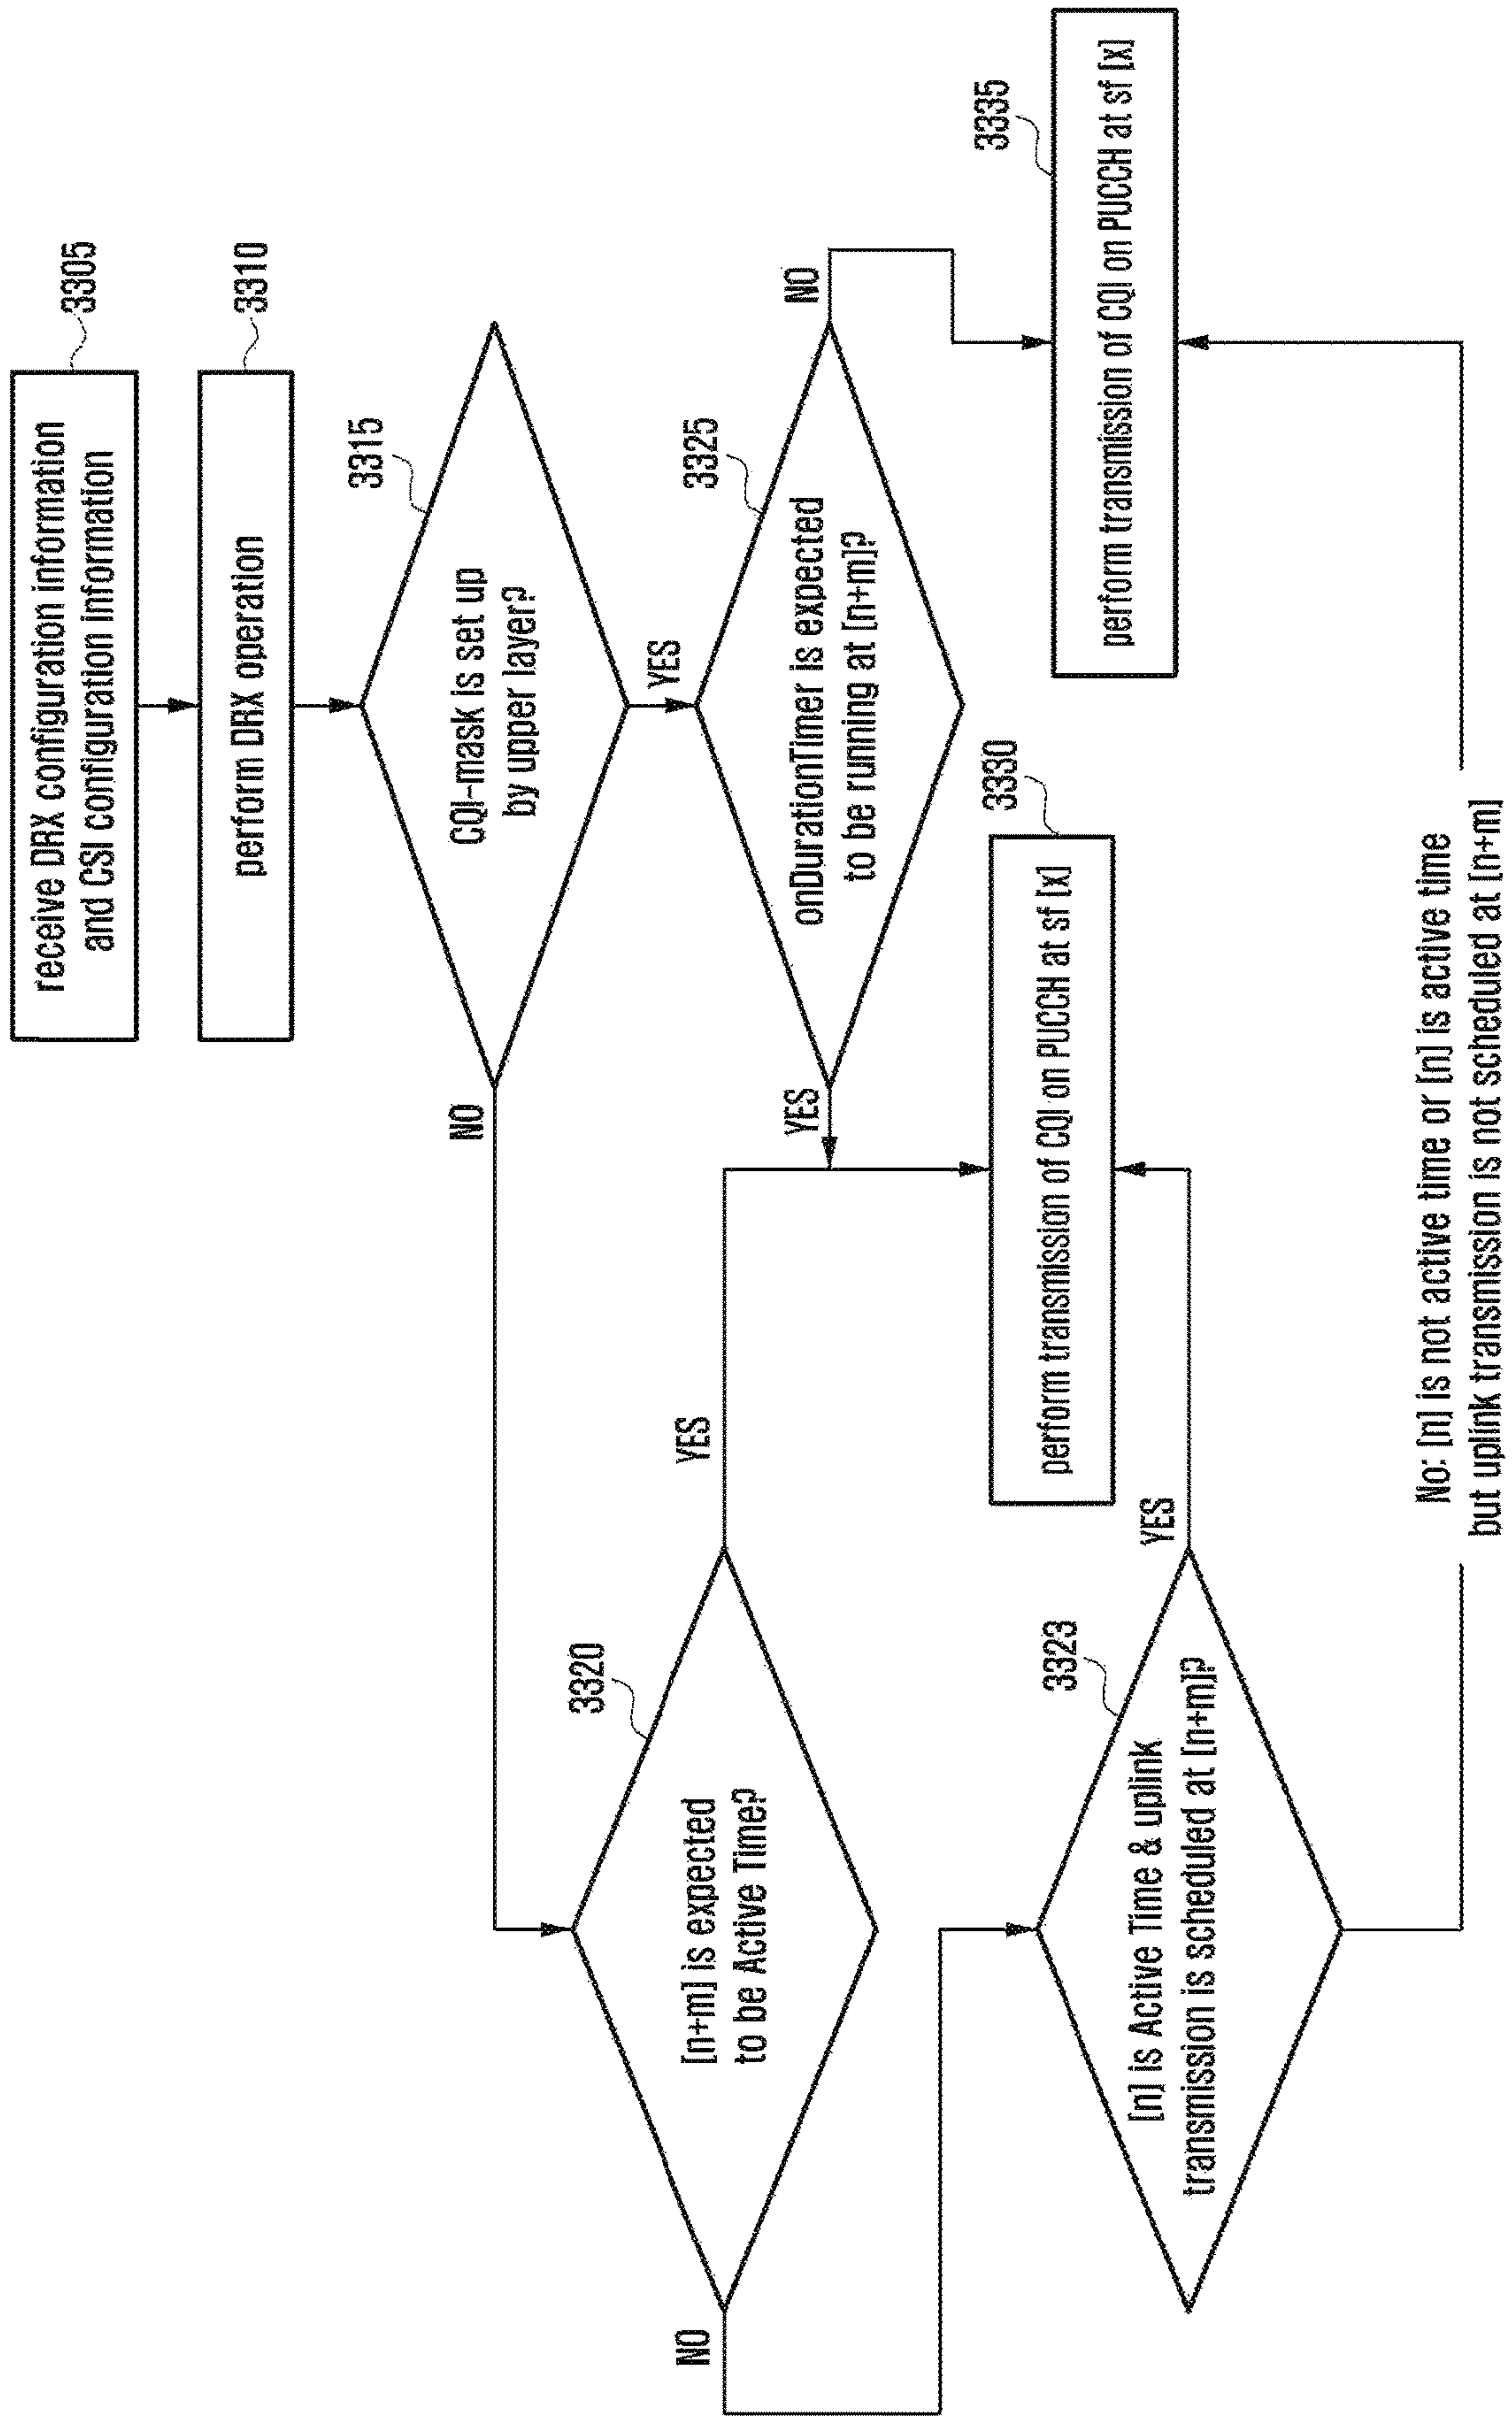 receive DRX configuration information
and CSI configuration information
3305
perform DRX operation
3310
CQI-mask is set up
by upper layer?
3315
NO
YES
[n+m] is expected
to be Active Time?
3320
NO
YES
onDurationTimer is expected
to be running at [n+m]?
3325
YES
NO
[n] is Active Time & uplink
transmission is scheduled at [n+m]?
3323
YES
perform transmission of CQI on PUCCH at sf [x]
3330
perform transmission of CQI on PUCCH at sf [x]
3335
No: [n] is not active time or [n] is active time
but uplink transmission is not scheduled at [n+m]